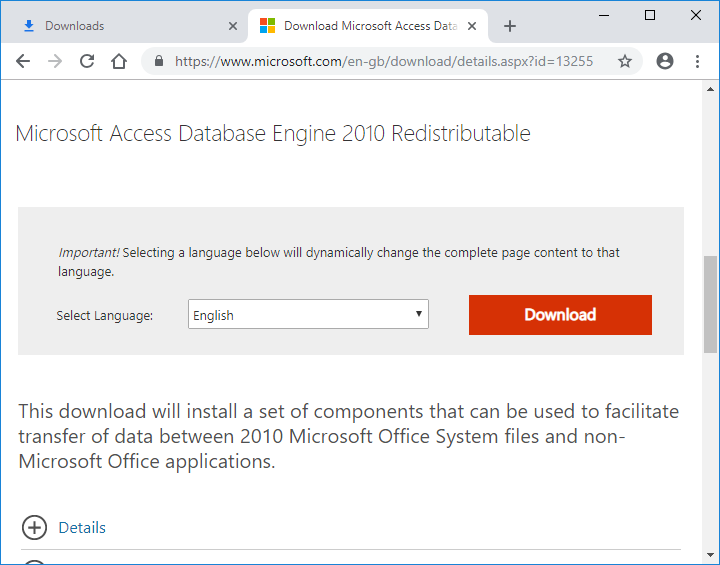 Downloads
Download Microsoft Access Data
https://www.microsoft.com/en-gb/download/details.aspx?id=13255
Microsoft Access Database Engine 2010 Redistributable
Important! Selecting a language below will dynamically change the complete page content to that
language.
Select Language:
English
Download
This download will install a set of components that can be used to facilitate
transfer of data between 2010 Microsoft Office System files and non-
Microsoft Office applications.
Details